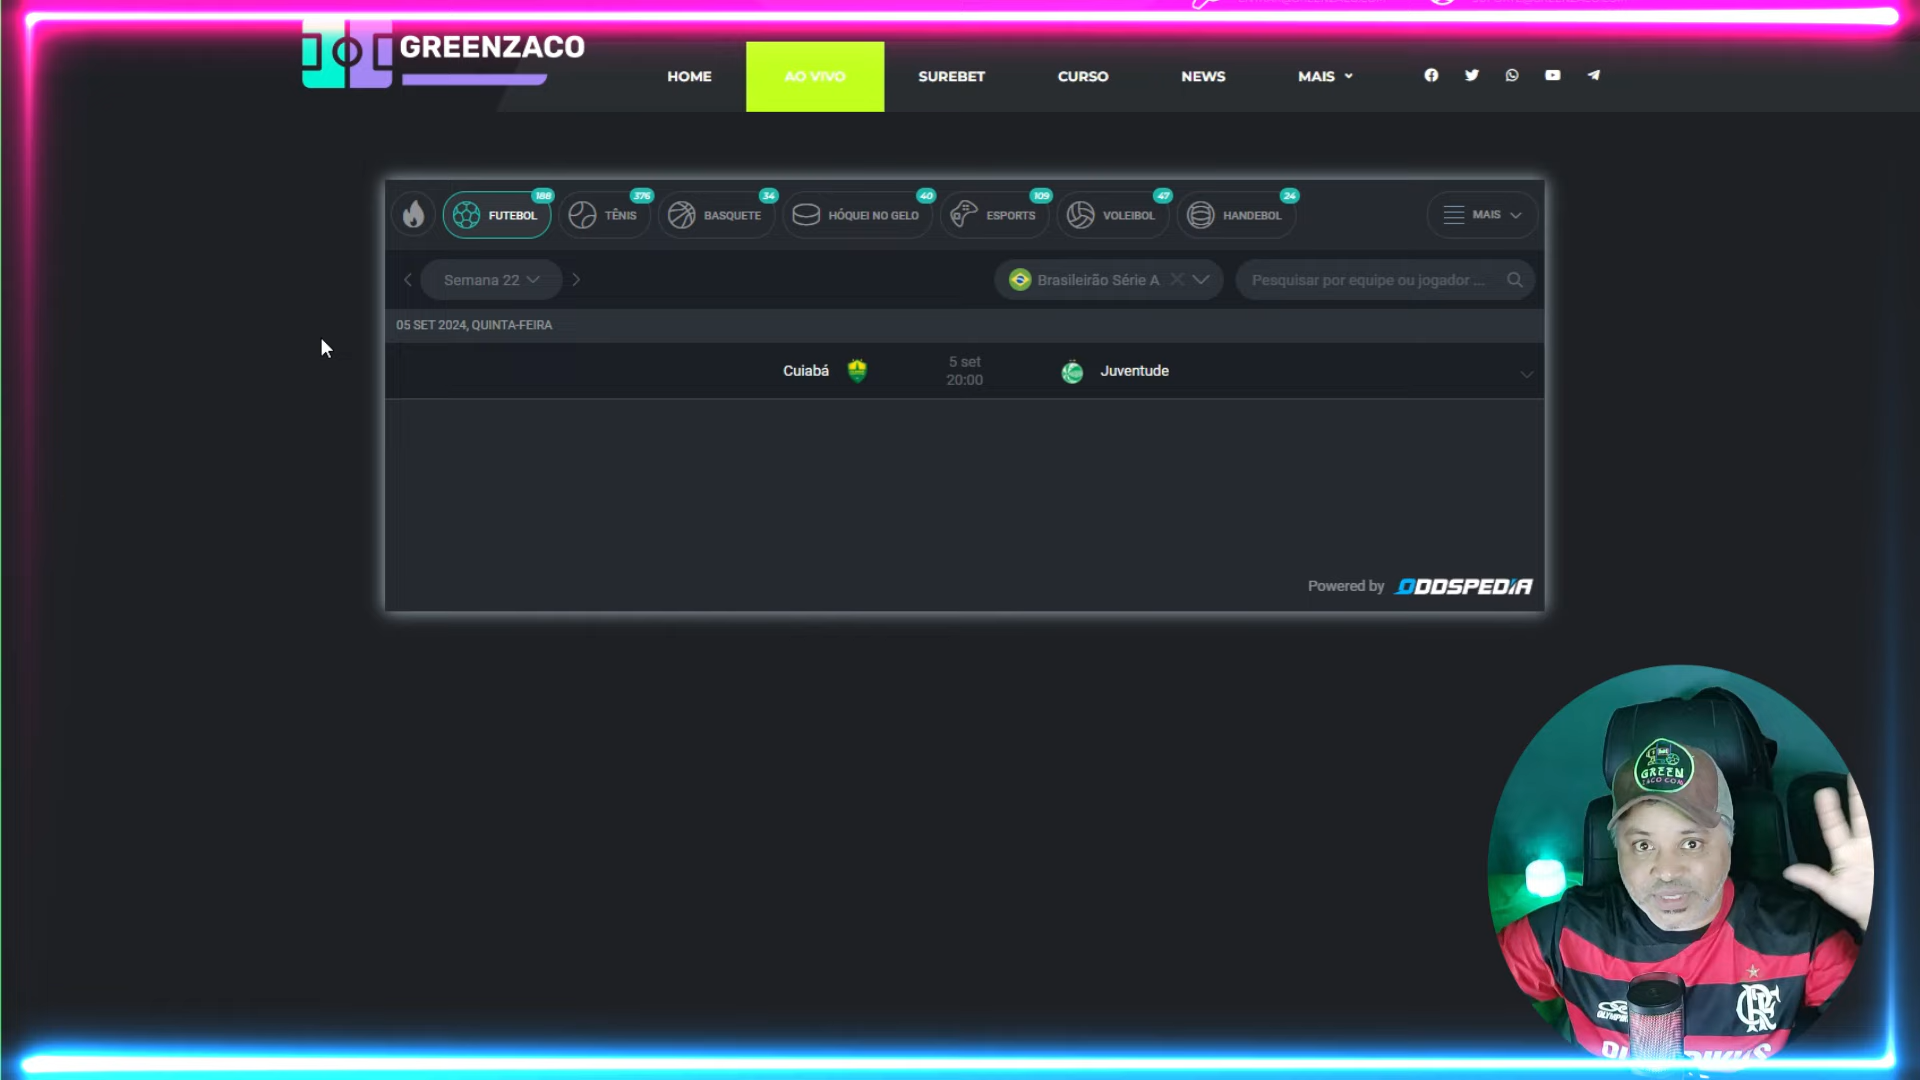 GREENZACO
HOME
AO VIVO
SUREBET
CURSO
NEWS
MAIS
FUTEBOL
188
TÊNIS
376
BASQUETE
34
HÓQUEI NO GELO
40
ESPORTS
109
VOLEIBOL
47
HANDEBOL
24
MAIS
Semana 22
Brasileirão Série A
Pesquisar por equipe ou jogador ...
05 SET 2024, QUINTA-FEIRA
Cuiabá
5 set
20:00
Juventude
Powered by ODDSPEDIA
GREEN
ZACO.COM